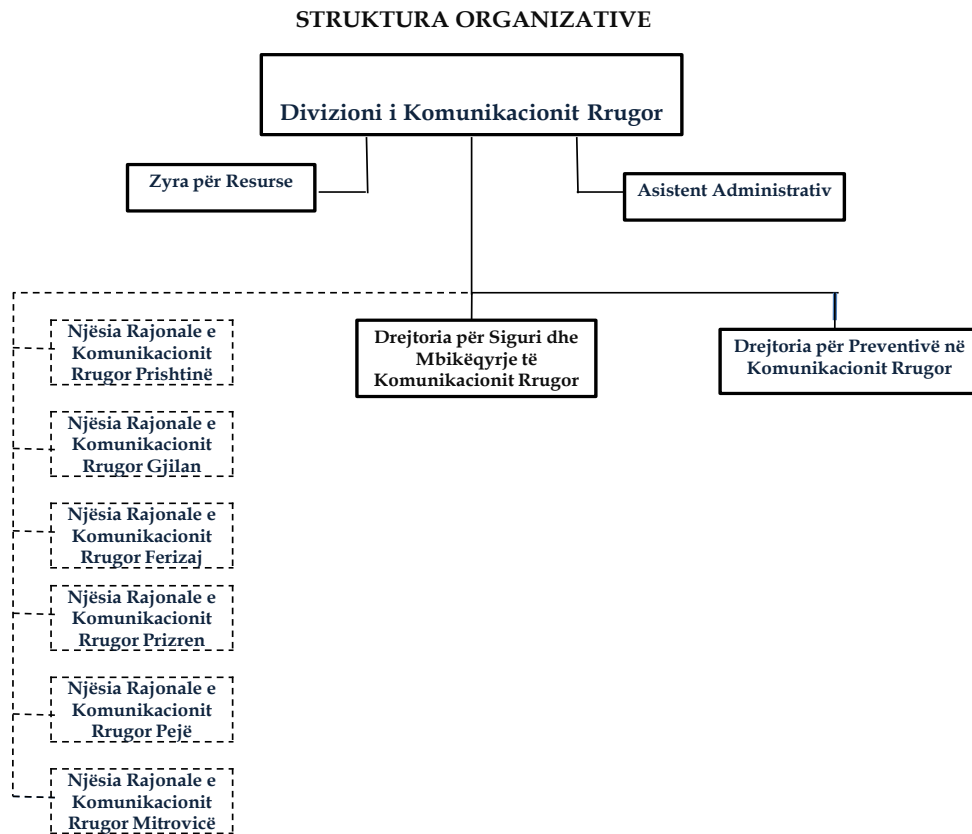 STRUKTURA ORGANIZATIVE
Divizioni i Komunikacionit Rrugor
Zyra për Resurse
Asistent Administrativ
Njësia Rajonale e
Komunikacionit
Rrugor Prishtinë
Drejtoria për Siguri dhe
Mbikëqyrje të
Komunikacionit Rrugor
Drejtoria për Preventivë në
Komunikacionit Rrugor
Njësia Rajonale e
Komunikacionit
Rrugor Gjilan
Njësia Rajonale e
Komunikacionit
Rrugor Ferizaj
Njësia Rajonale e
Komunikacionit
Rrugor Prizren
Njësia Rajonale e
Komunikacionit
Rrugor Pejë
Njësia Rajonale e
Komunikacionit
Rrugor Mitrovicë